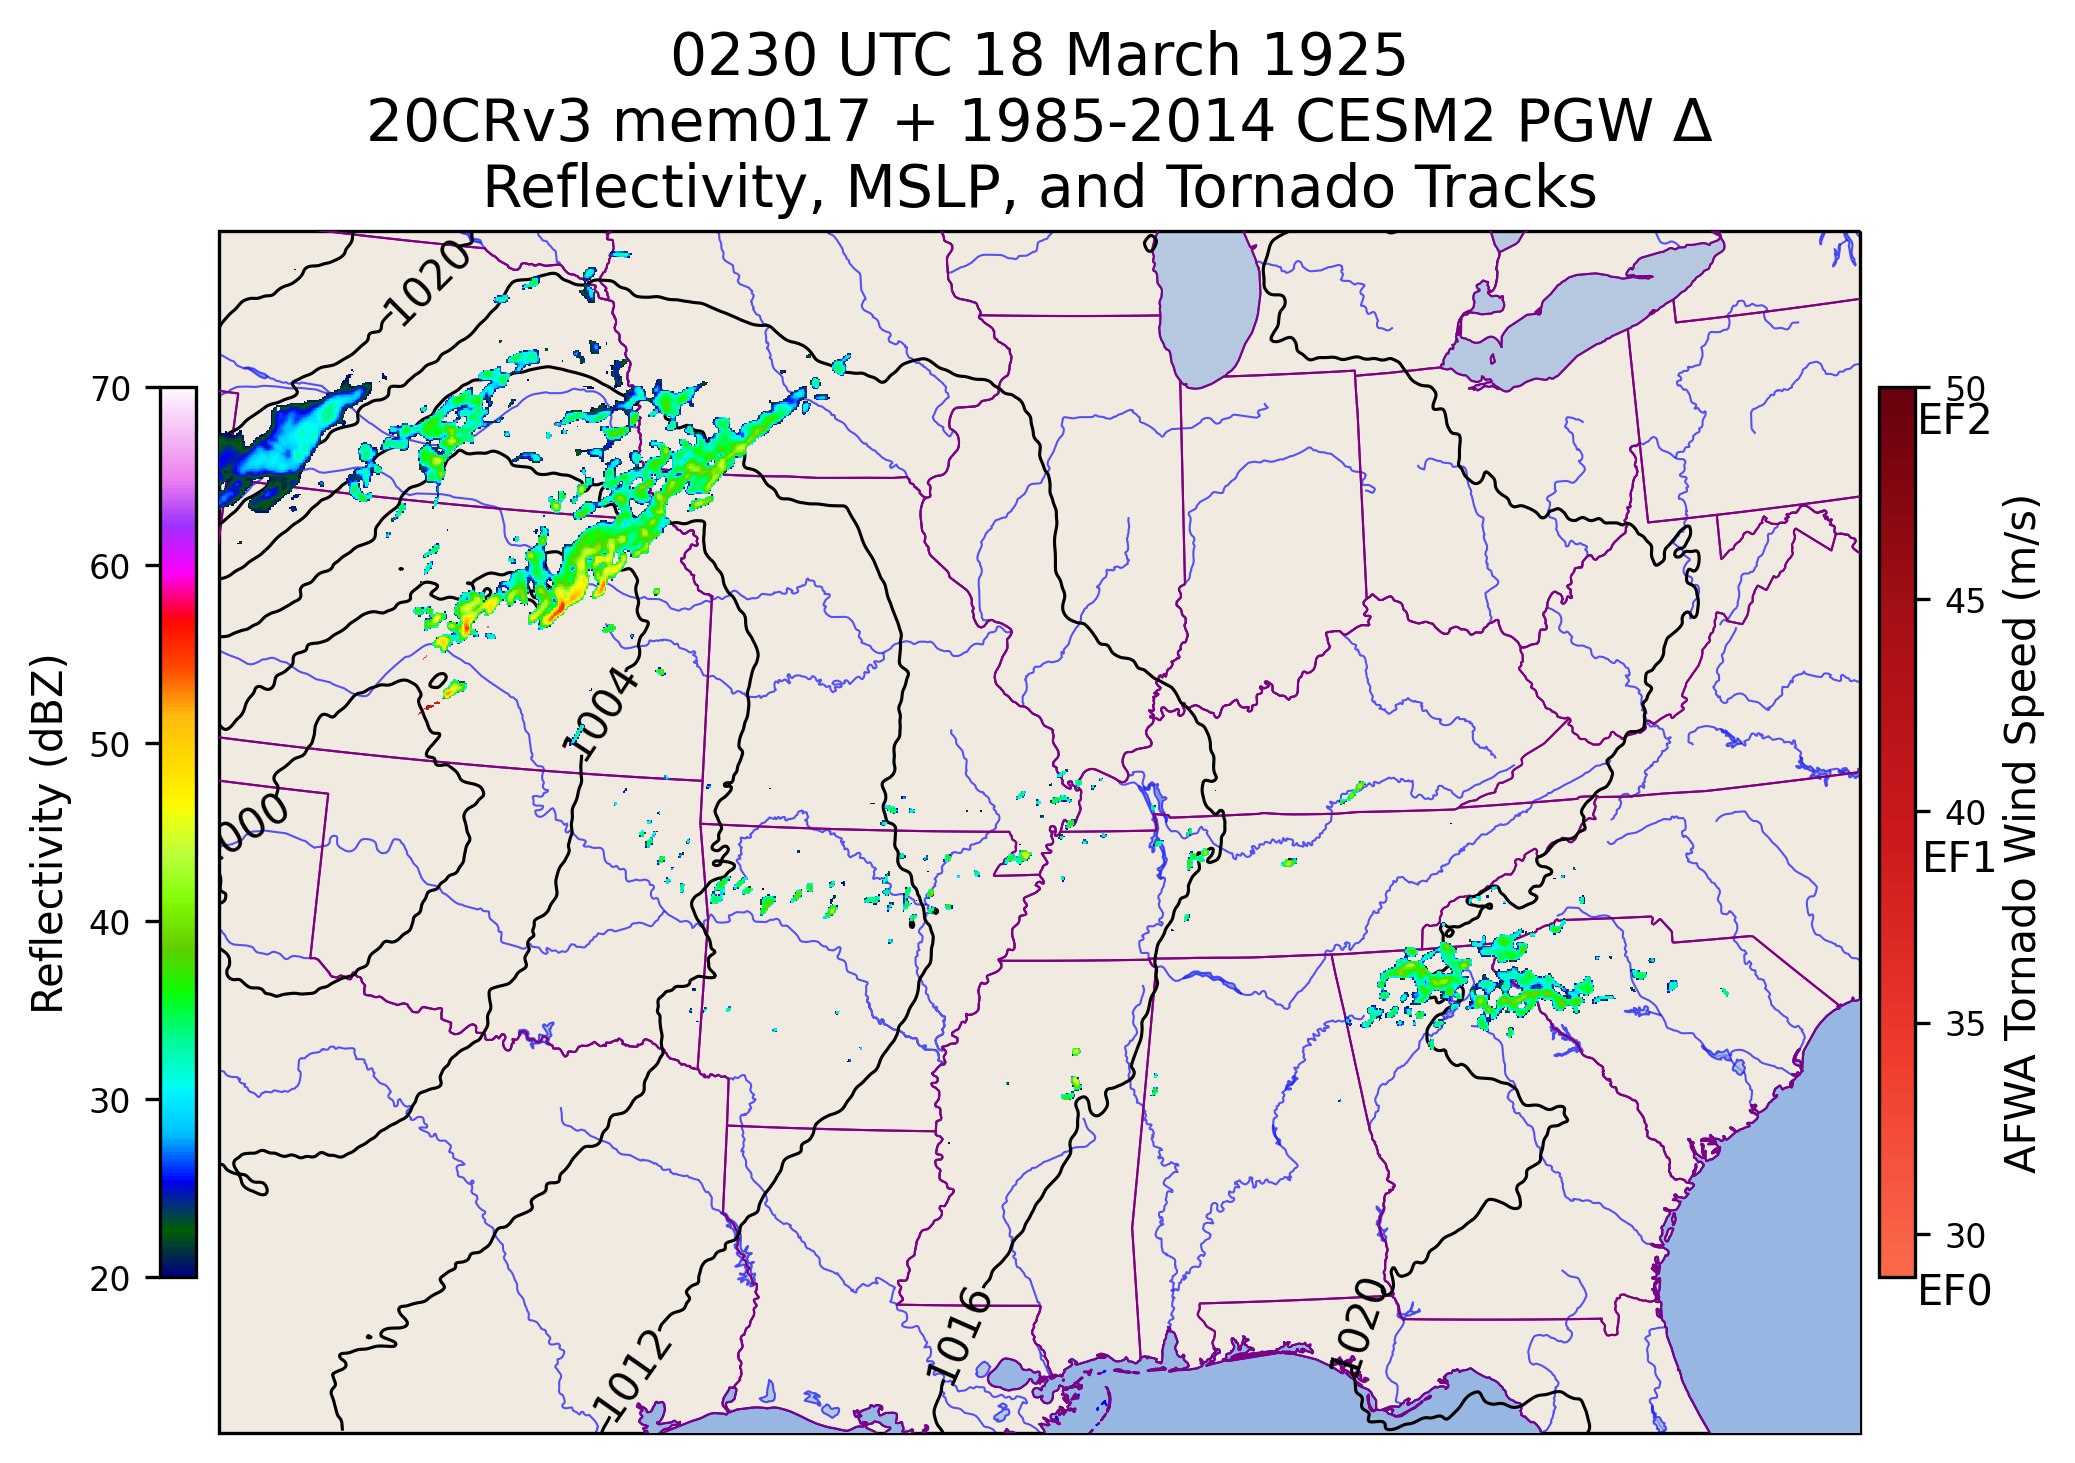 0230 UTC 18 March 1925
20CRv3 mem017 + 1985-2014 CESM2 PGW Δ
Reflectivity, MSLP, and Tornado Tracks
70
60
50
40
30
20
Reflectivity (dBZ)
1020
1004
000
1012
1016
1020
50
EF2
45
40
EF1
35
30
EF0
AFWA Tornado Wind Speed (m/s)